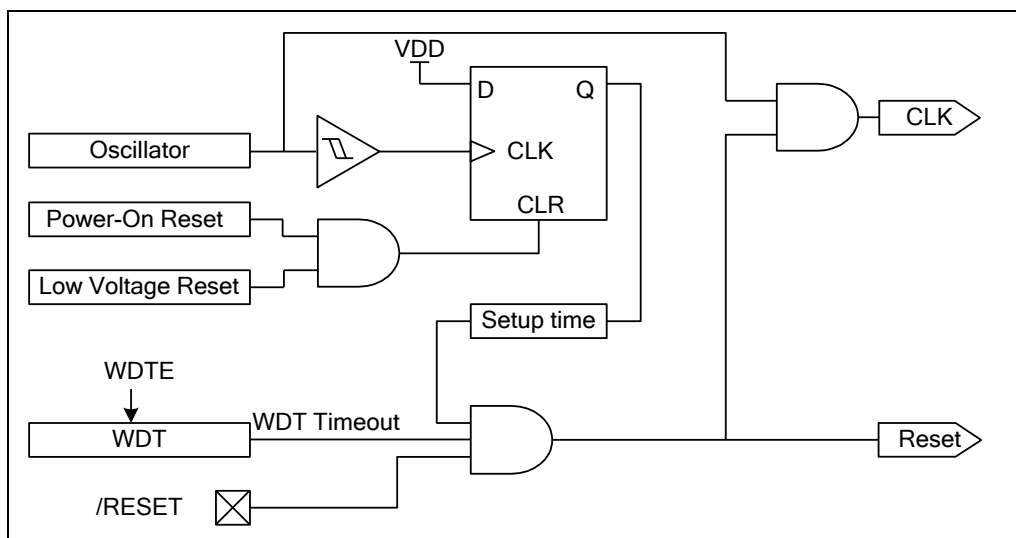 VDD
D
Q
CLK
Oscillator
CLK
CLR
Power-On Reset
Low Voltage Reset
Setup time
WDTE
WDT Timeout
WDT
Reset
/RESET